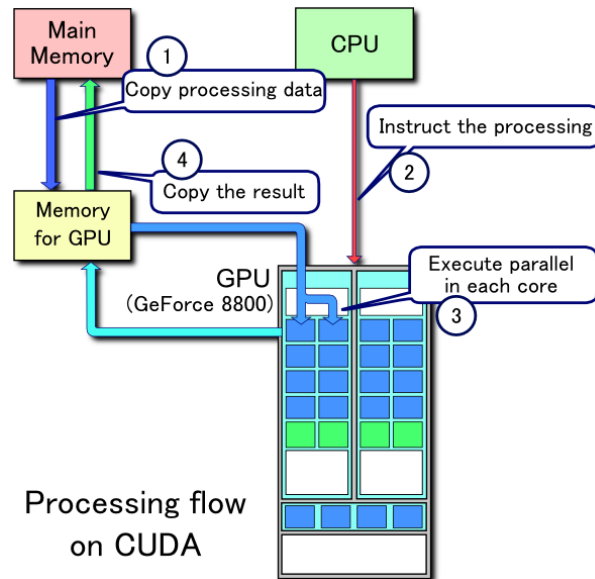 Main
Memory
CPU
1
Copy processing data
Instruct the processing
2
4
Copy the result
Memory
for GPU
GPU
(GeForce 8800)
Execute parallel
in each core
3
Processing flow
on CUDA